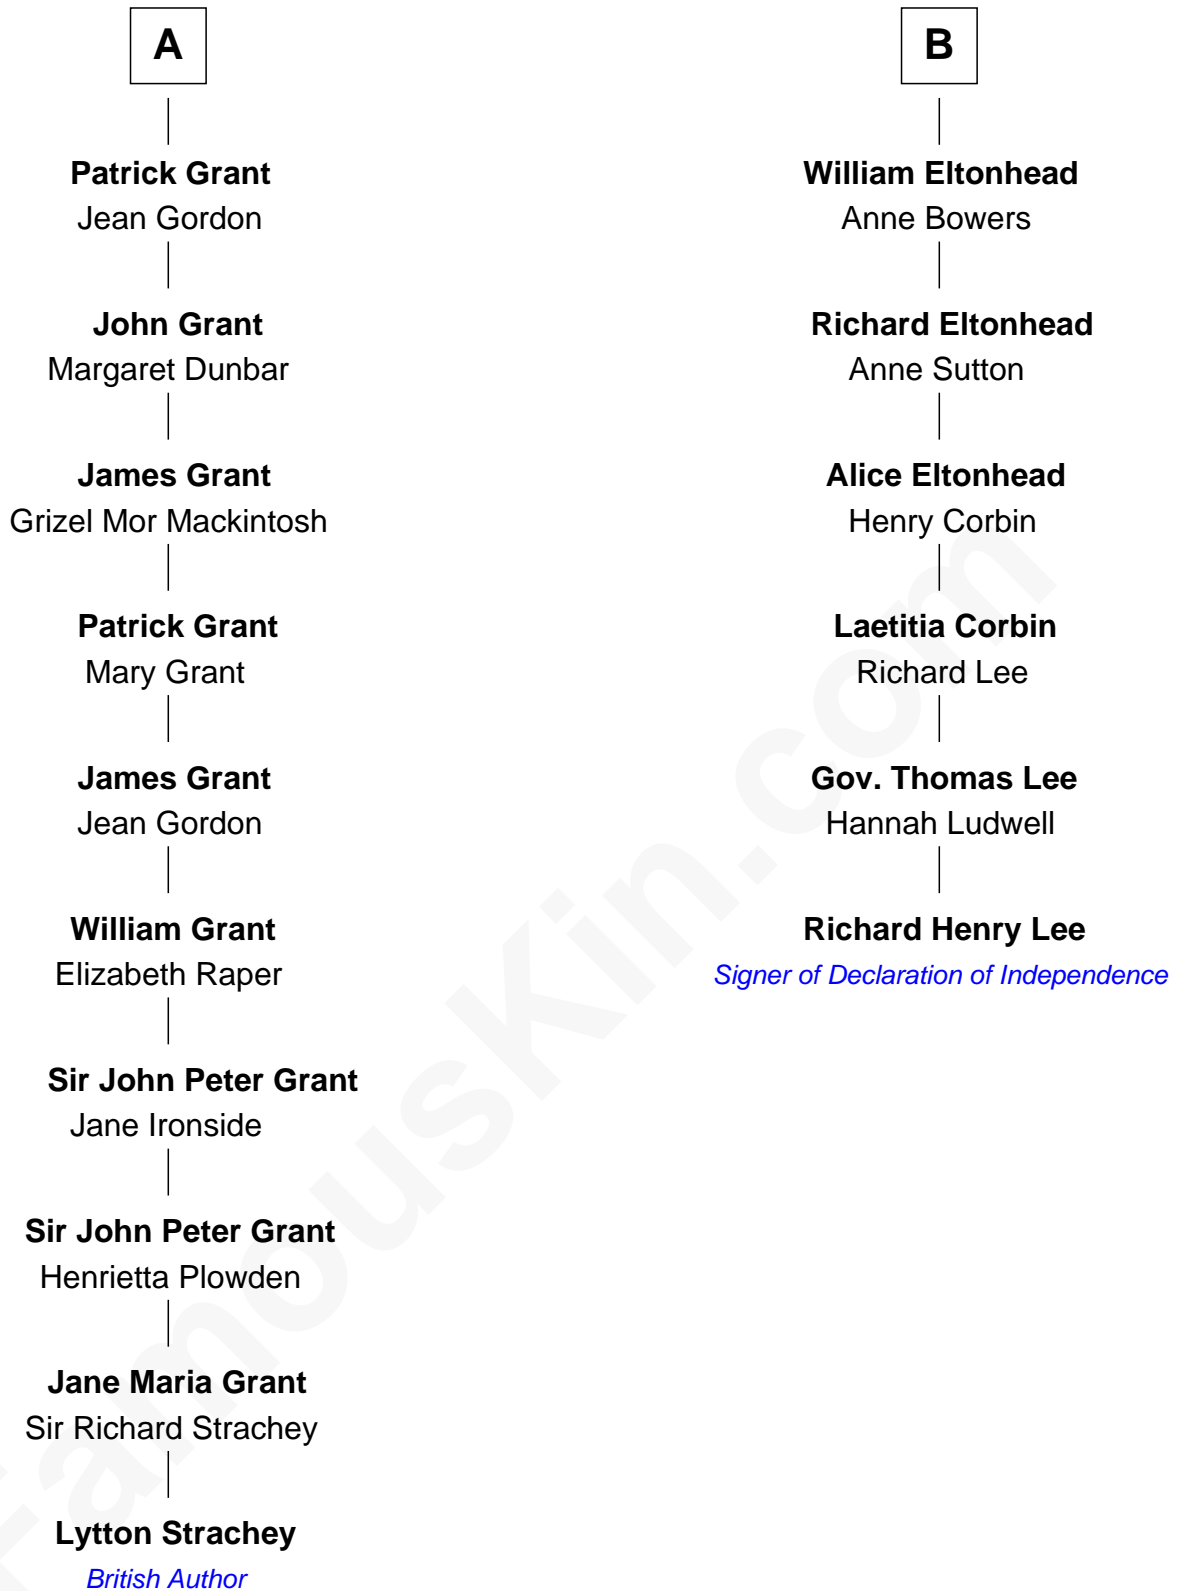 A
Patrick Grant
Jean Gordon
John Grant
Margaret Dunbar
James Grant
Grizel Mor Mackintosh
Patrick Grant
Mary Grant
James Grant
Jean Gordon
William Grant
Elizabeth Raper
Sir John Peter Grant
Jane Ironside
Sir John Peter Grant
Henrietta Plowden
Jane Maria Grant
Sir Richard Strachey
Lytton Strachey
British Author
B
William Eltonhead
Anne Bowers
Richard Eltonhead
Anne Sutton
Alice Eltonhead
Henry Corbin
Laetitia Corbin
Richard Lee
Gov. Thomas Lee
Hannah Ludwell
Richard Henry Lee
Signer of Declaration of Independence
FamousKin.com